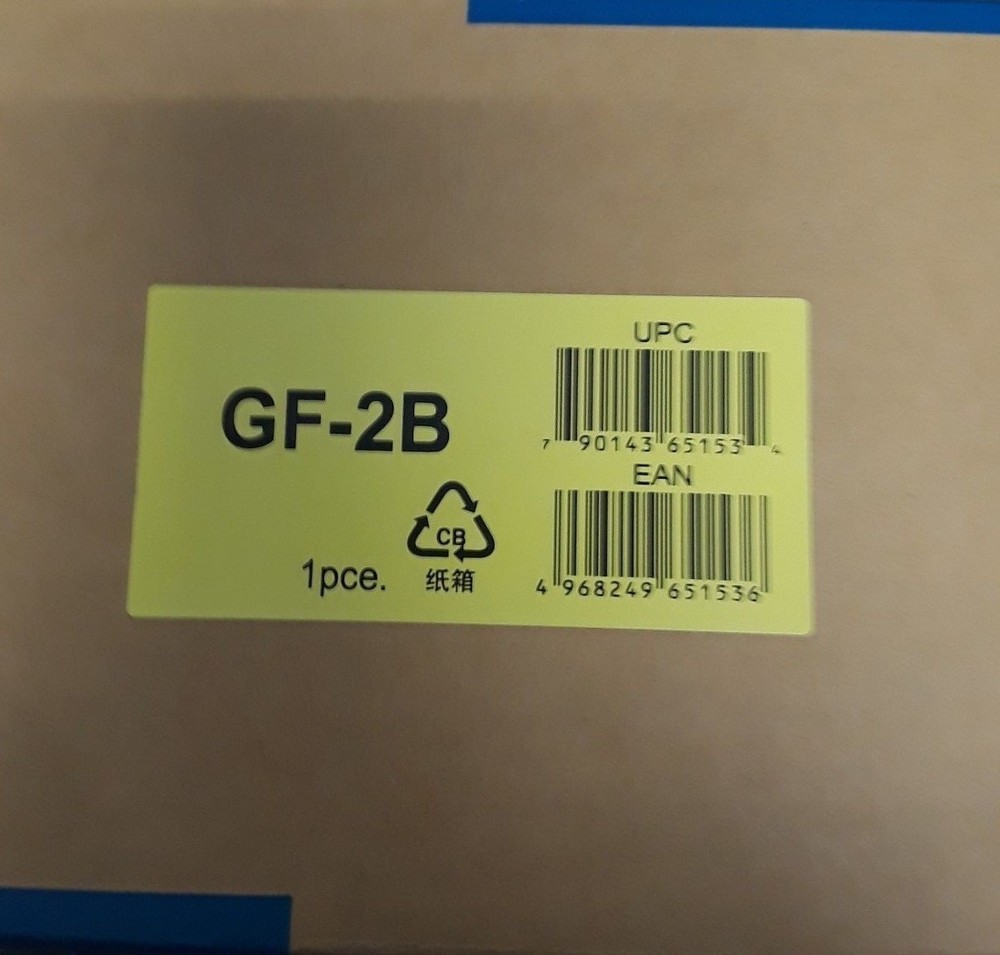 GF-2B
1pce.
CB
纸箱
UPC
7 90143 65153 4
EAN
4 968249 651536